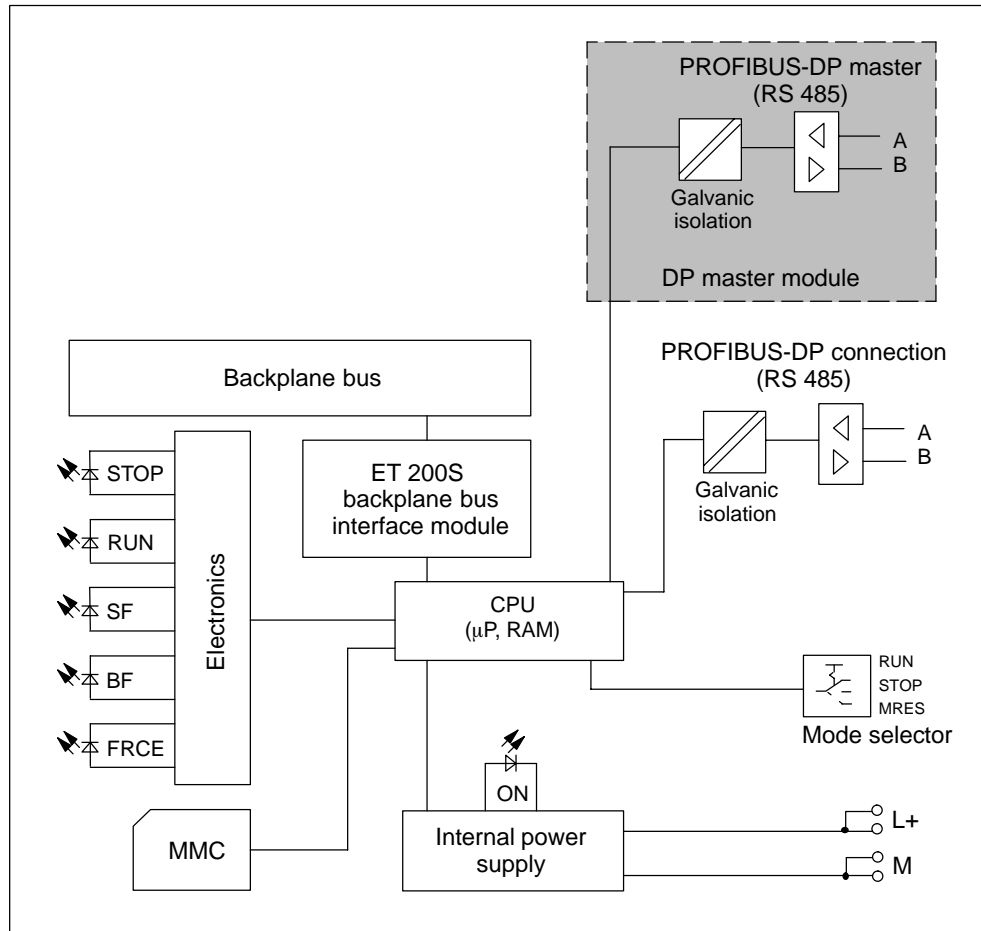 PROFIBUS-DP master
(RS 485)
A
B
Galvanic
isolation
DP master module
PROFIBUS-DP connection
(RS 485)
A
B
Galvanic
isolation
Backplane bus
ET 200S
backplane bus
interface module
STOP
RUN
SF
BF
FRCE
Electronics
CPU
(µP, RAM)
RUN
STOP
MRES
Mode selector
ON
MMC
Internal power
supply
L+
M